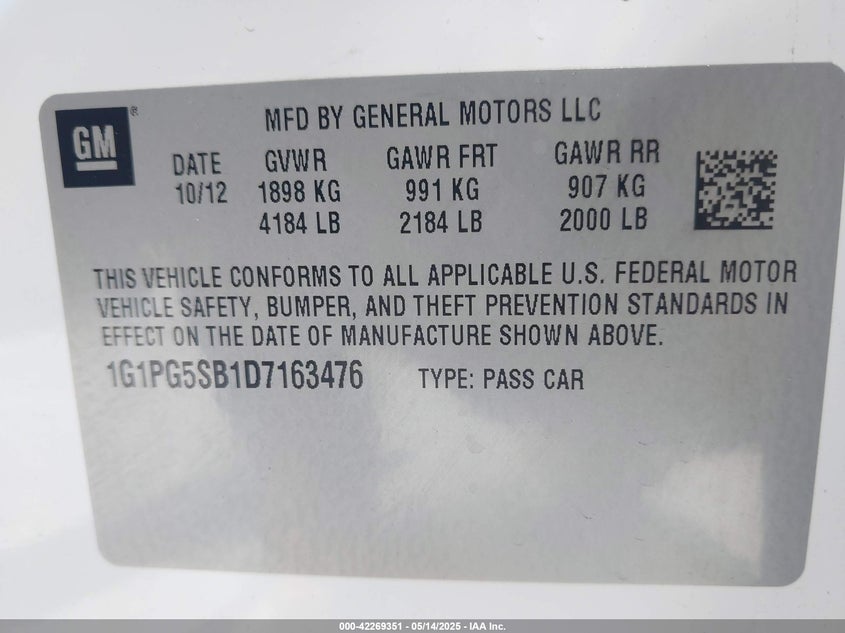 GM ®
MFD BY GENERAL MOTORS LLC
DATE GVWR GAWR FRT GAWR RR
10/12 1898 KG 991 KG 907 KG
4184 LB 2184 LB 2000 LB
THIS VEHICLE CONFORMS TO ALL APPLICABLE U.S. FEDERAL MOTOR
VEHICLE SAFETY, BUMPER, AND THEFT PREVENTION STANDARDS IN
EFFECT ON THE DATE OF MANUFACTURE SHOWN ABOVE.
1G1PG5SB1D7163476 TYPE: PASS CAR
000-42269351 | 05/14/2025 - IAA Inc.